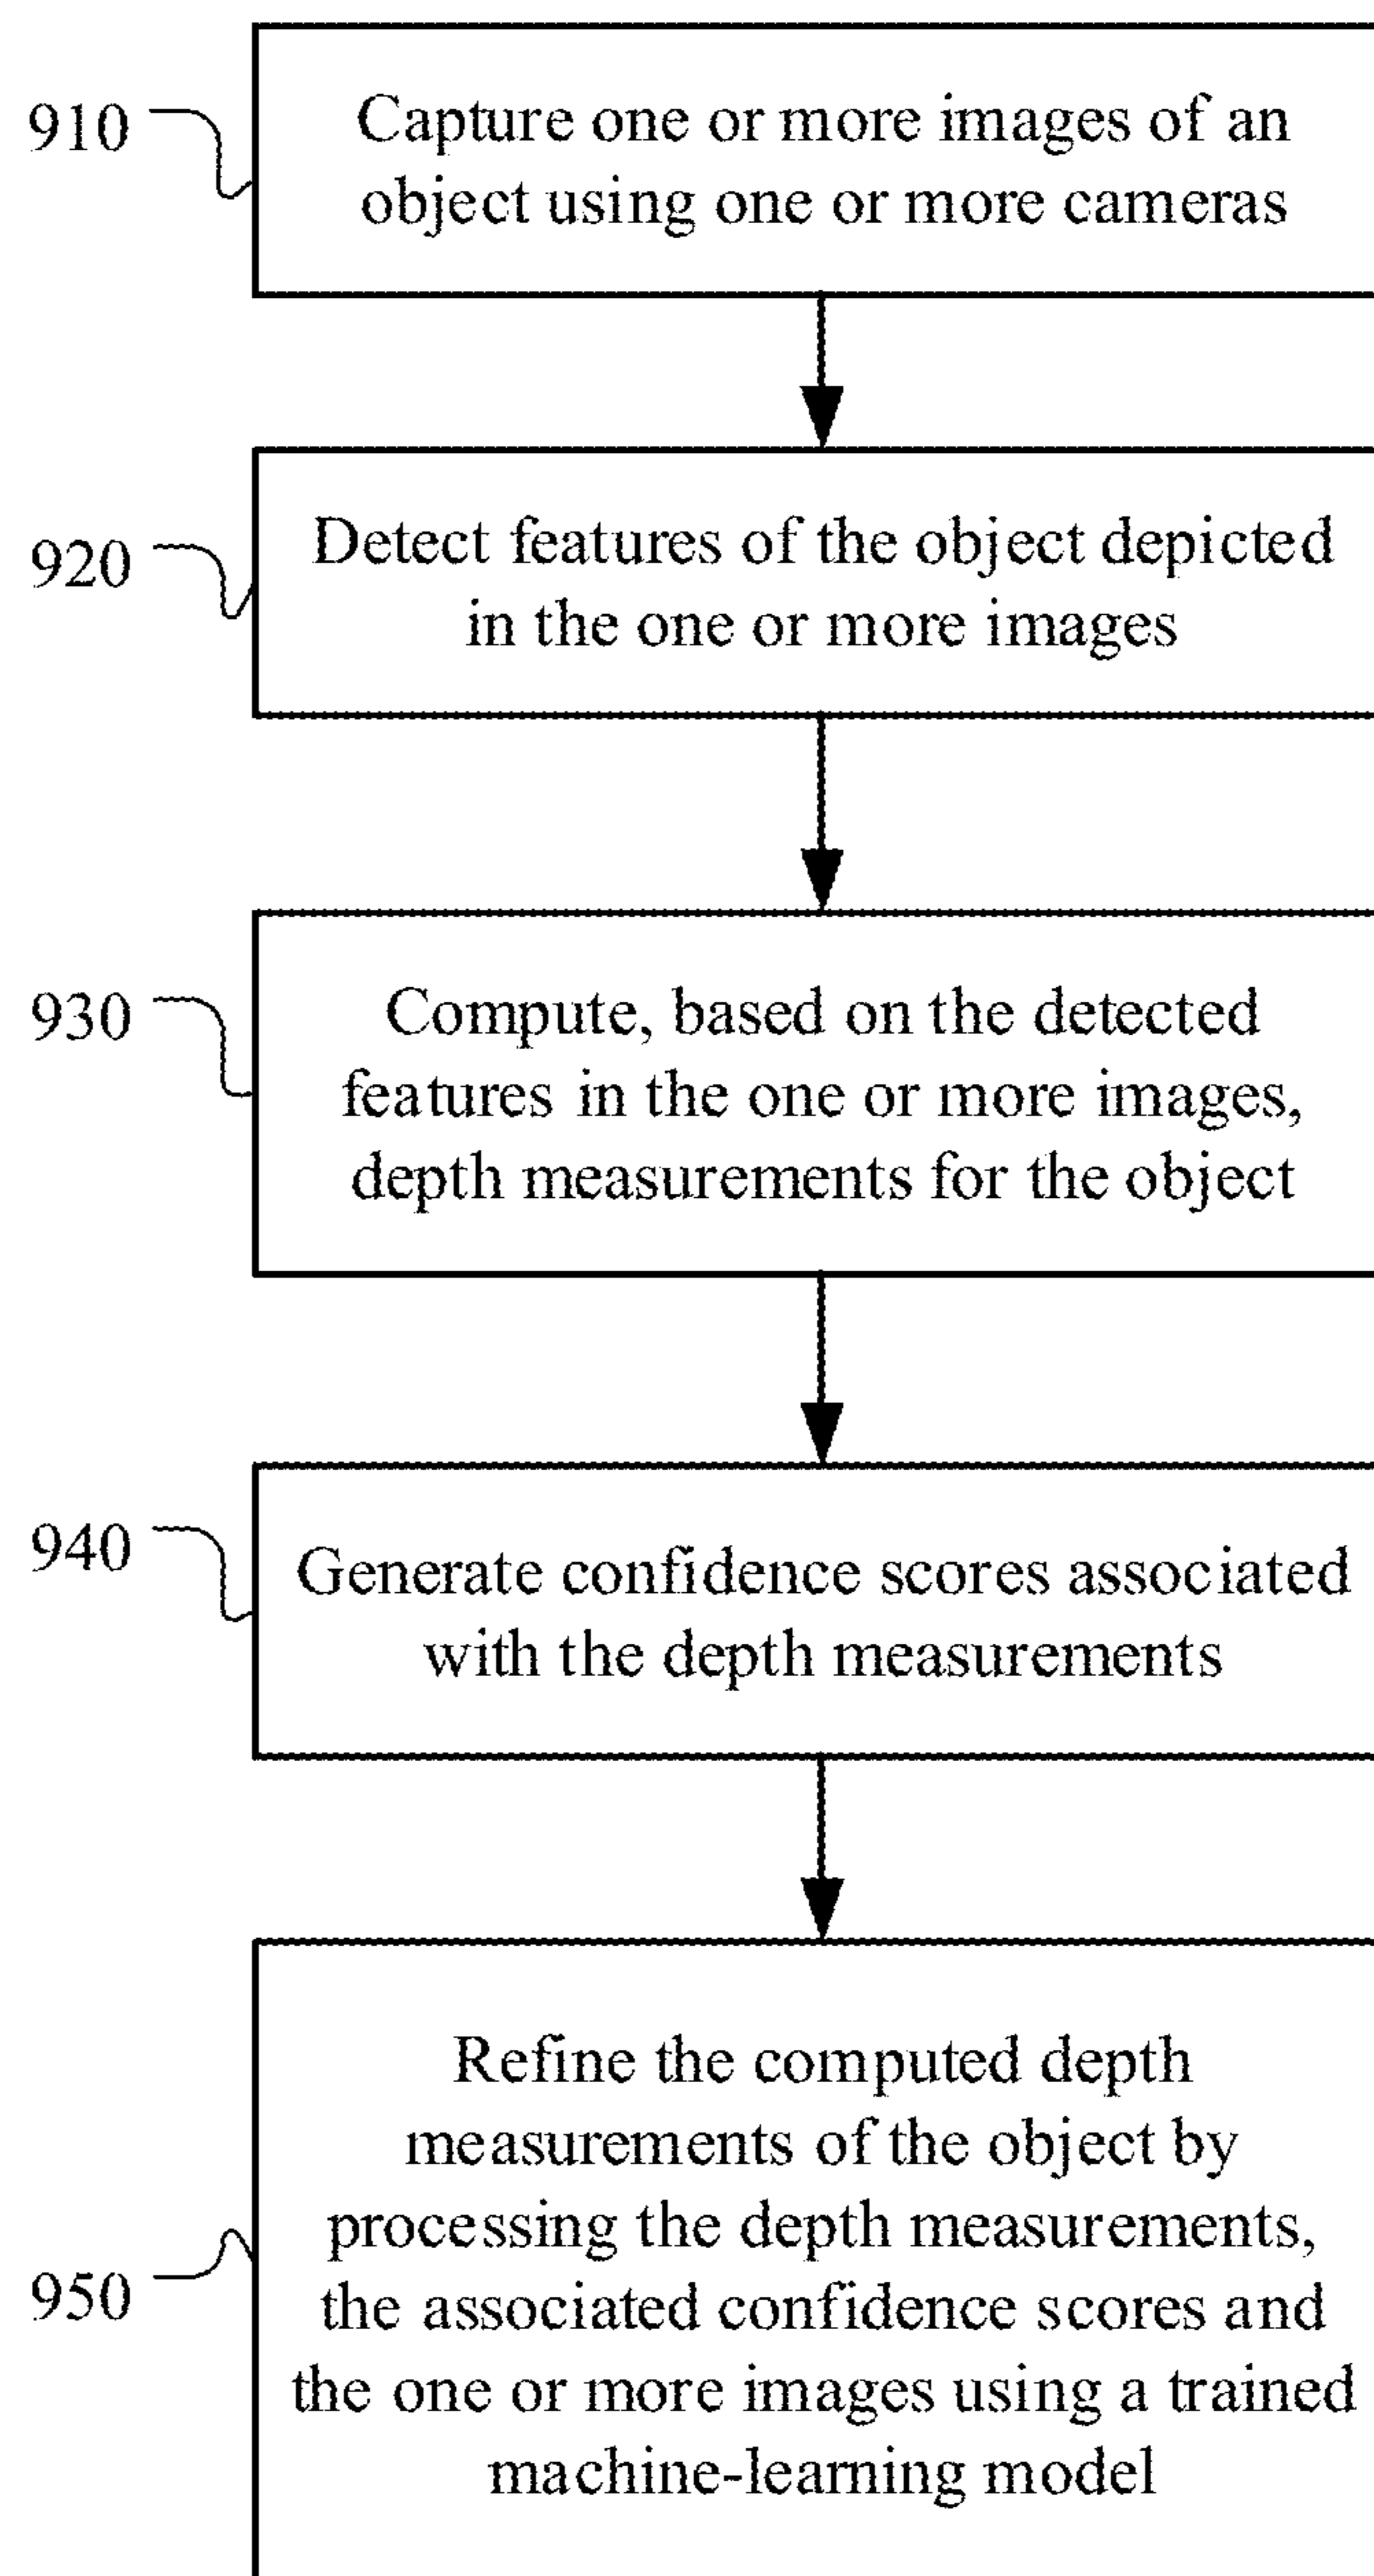 910
Capture one or more images of an
object using one or more cameras
920
Detect features of the object depicted
in the one or more images
930
Compute, based on the detected
features in the one or more images,
depth measurements for the object
940
Generate confidence scores associated
with the depth measurements
950
Refine the computed depth
measurements of the object by
processing the depth measurements,
the associated confidence scores and
the one or more images using a trained
machine-learning model